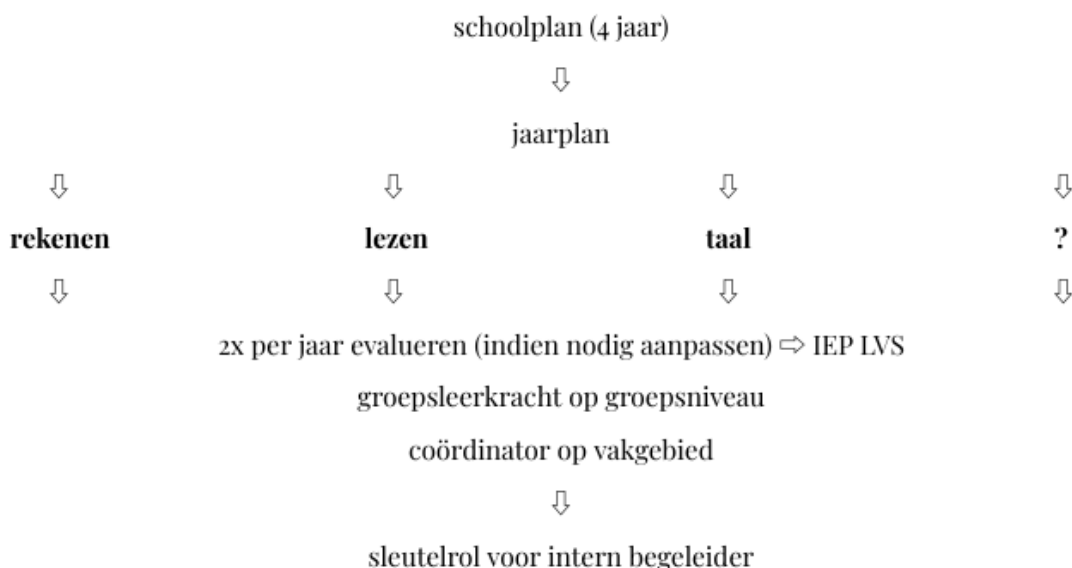 schoolplan (4 jaar)
⇩
jaarplan
⇩ ⇩ ⇩ ⇩
rekenen lezen taal ?
⇩ ⇩ ⇩ ⇩
2x per jaar evalueren (indien nodig aanpassen) ⇨ IEP LVS
groepsleerkracht op groepsniveau
coördinator op vakgebied
⇩
sleutelrol voor intern begeleider